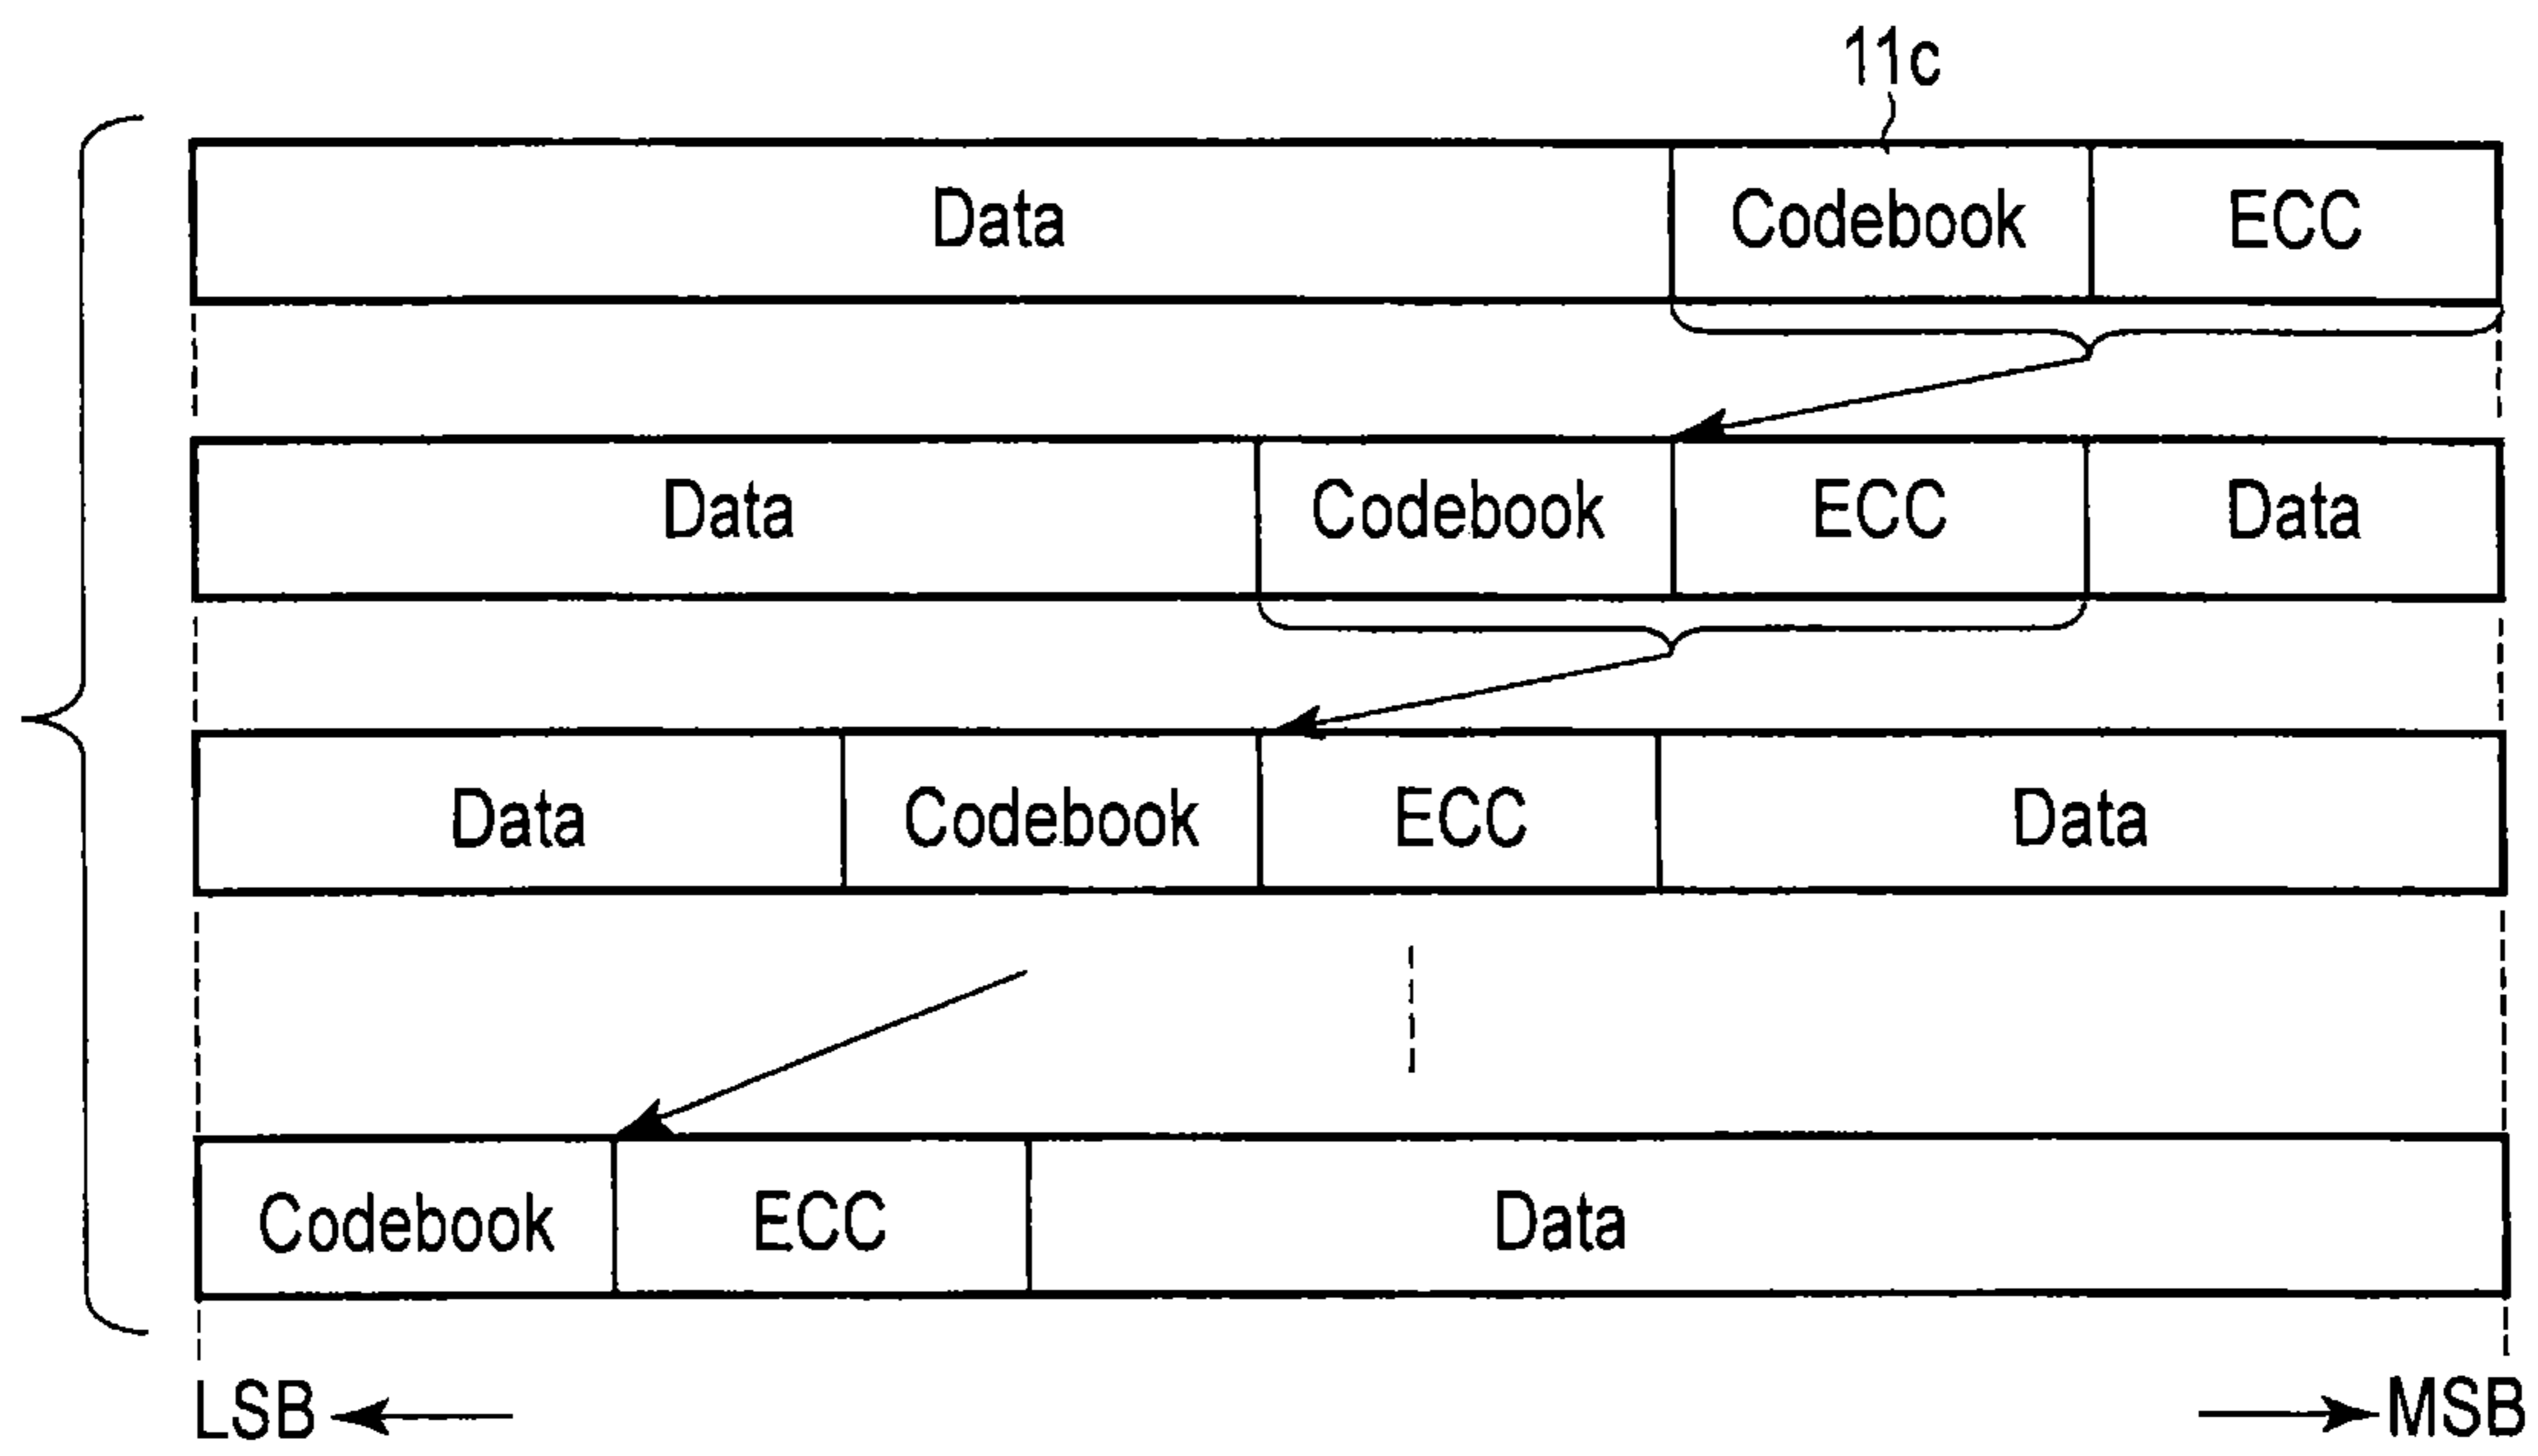 11c
Data Codebook ECC
Data Codebook ECC Data
Data Codebook ECC Data
Codebook ECC Data
LSB MSB